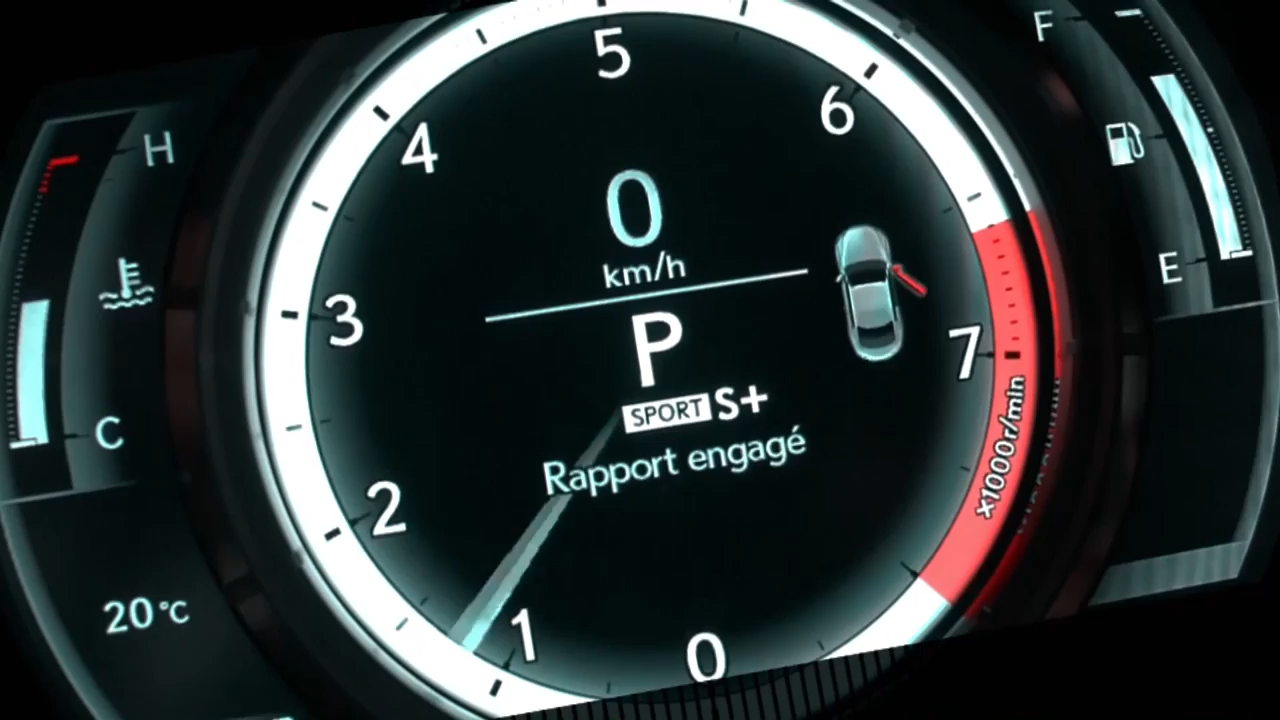 5
F
4
6
H
0
km/h
E
3
P
7
SPORT S+
C
Rapport engagé
x1000r/min
2
20°C
1
0